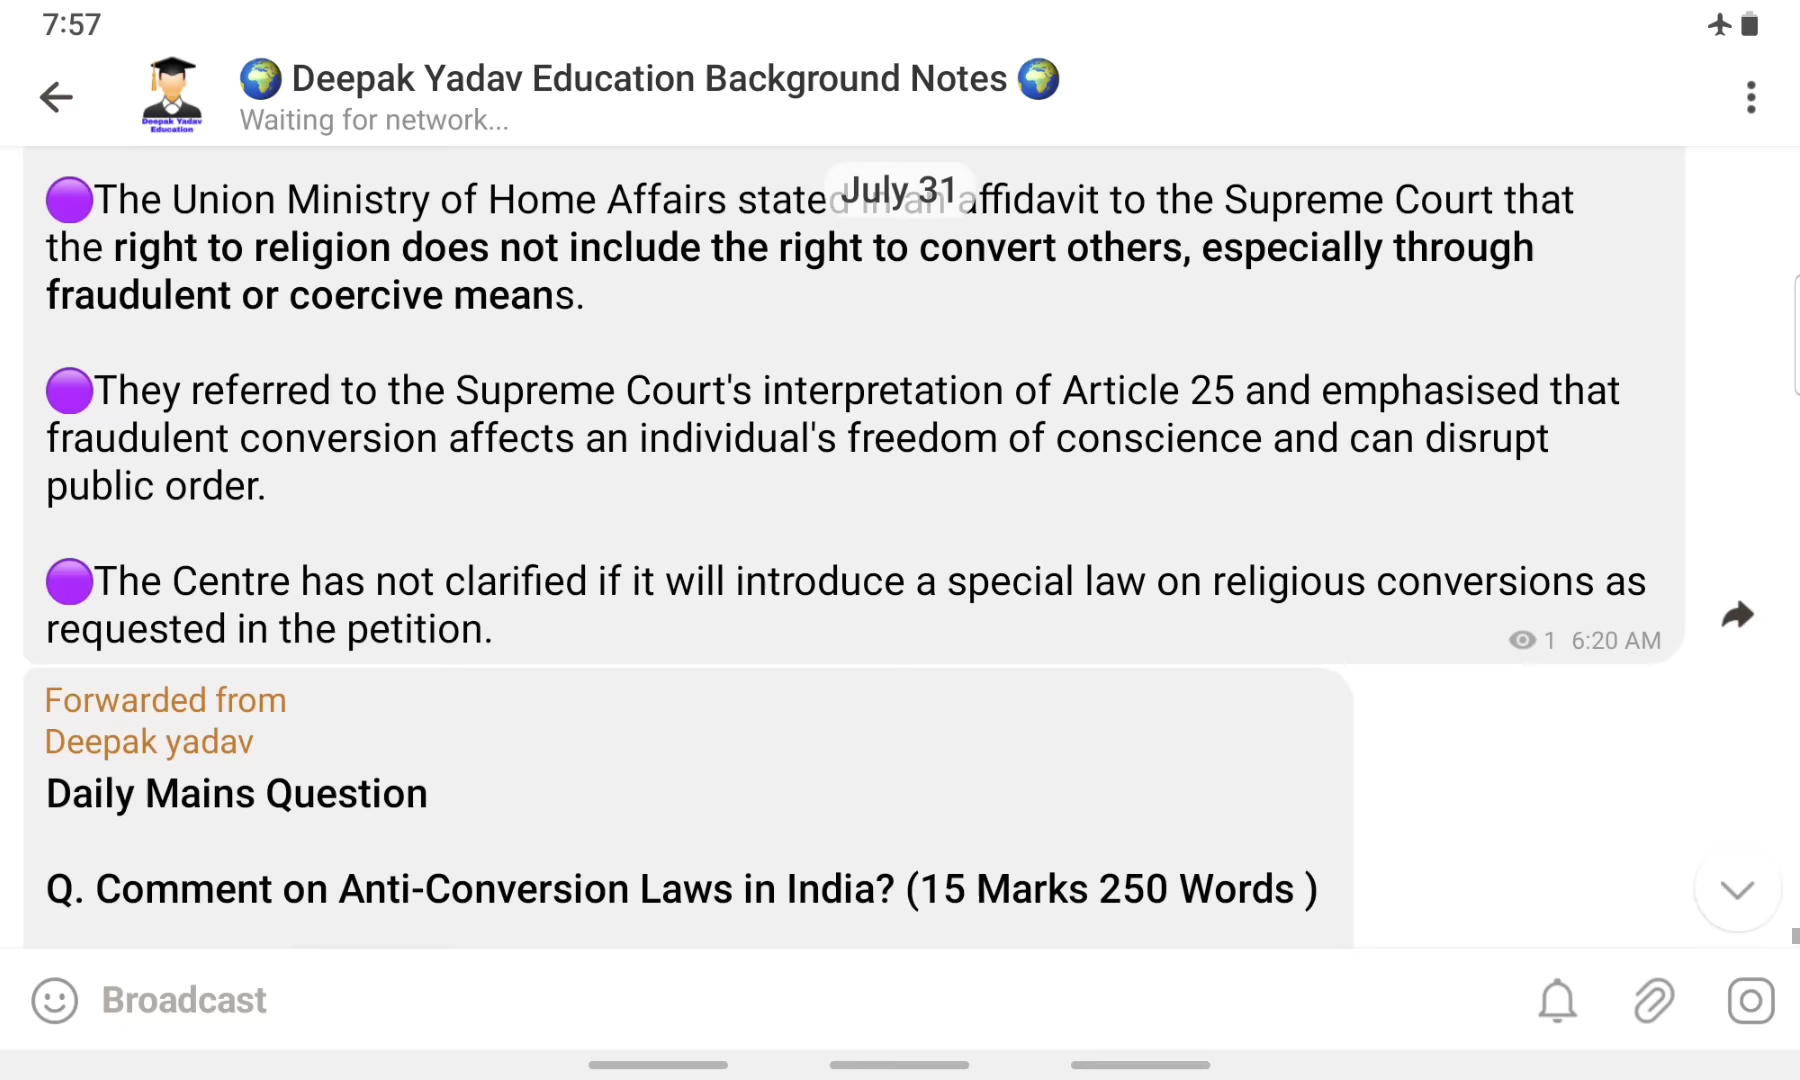 7:57
Deepak Yadav Education Background Notes
Waiting for network...
Deepak Yadav
Education
July 31
The Union Ministry of Home Affairs stated in an affidavit to the Supreme Court that
the right to religion does not include the right to convert others, especially through
fraudulent or coercive means.
They referred to the Supreme Court's interpretation of Article 25 and emphasised that
fraudulent conversion affects an individual's freedom of conscience and can disrupt
public order.
The Centre has not clarified if it will introduce a special law on religious conversions as
requested in the petition.
1 6:20 AM
Forwarded from
Deepak yadav
Daily Mains Question
Q. Comment on Anti-Conversion Laws in India? (15 Marks 250 Words )
Broadcast